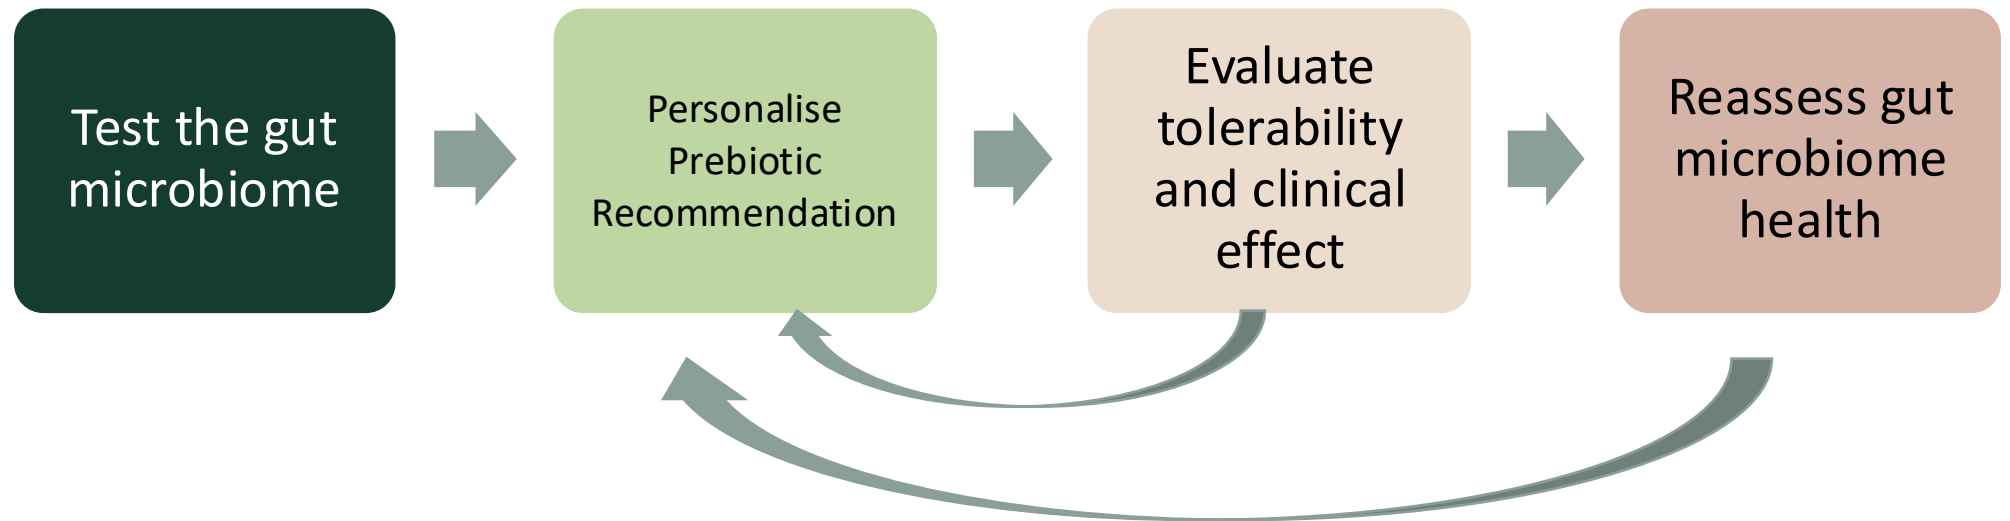 Test the gut
microbiome
Personalise
Prebiotic
Recommendation
Evaluate
tolerability
and clinical
effect
Reassess gut
microbiome
health